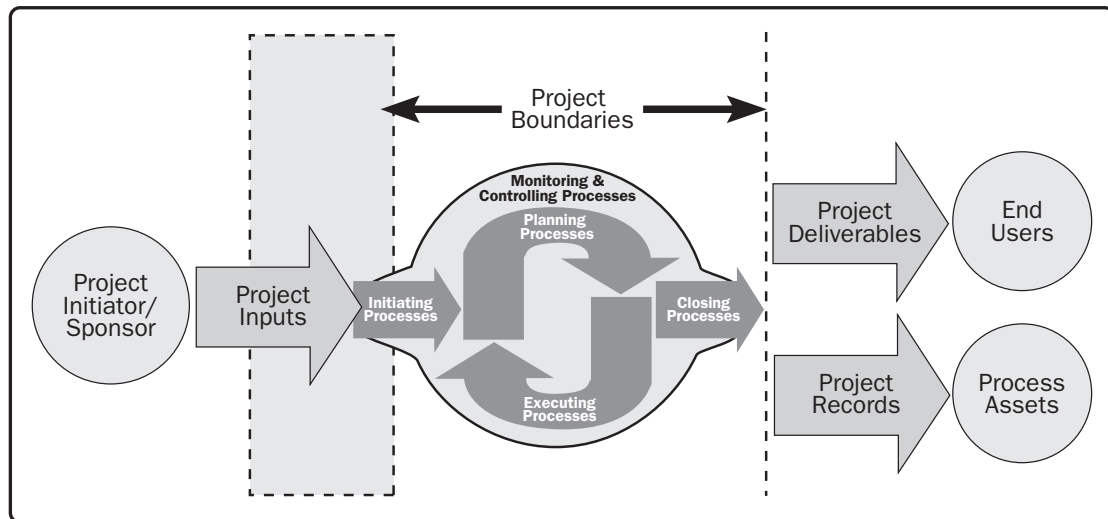 Project
Boundaries
Monitoring &
Controlling Processes
Planning
Processes
Project
Initiator/
Sponsor
Project
Inputs
Initiating
Processes
Closing
Processes
Executing
Processes
Project
Deliverables
End
Users
Project
Records
Process
Assets